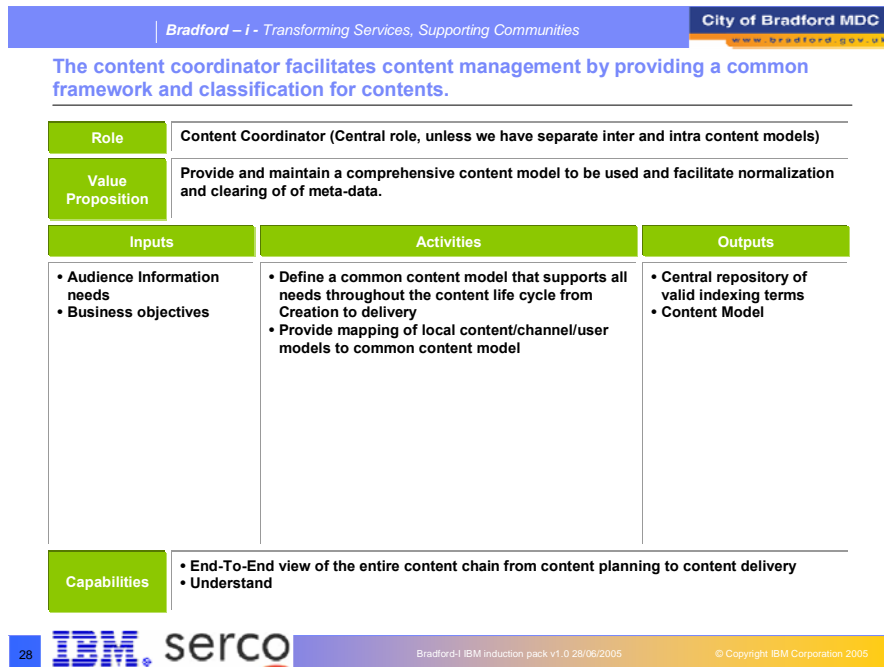 Bradford – i - Transforming Services, Supporting Communities
City of Bradford MDC
www.bradford.gov.uk
The content coordinator facilitates content management by providing a common
framework and classification for contents.
Role
Content Coordinator (Central role, unless we have separate inter and intra content models)
Value
Proposition
Provide and maintain a comprehensive content model to be used and facilitate normalization
and clearing of of meta-data.
Inputs
Activities
Outputs
• Audience Information
needs
• Business objectives
• Define a common content model that supports all
needs throughout the content life cycle from
Creation to delivery
• Provide mapping of local content/channel/user
models to common content model
• Central repository of
valid indexing terms
• Content Model
Capabilities
• End-To-End view of the entire content chain from content planning to content delivery
• Understand
28
IBM.
serco
Bradford-I IBM induction pack v1.0 28/06/2005
© Copyright IBM Corporation 2005